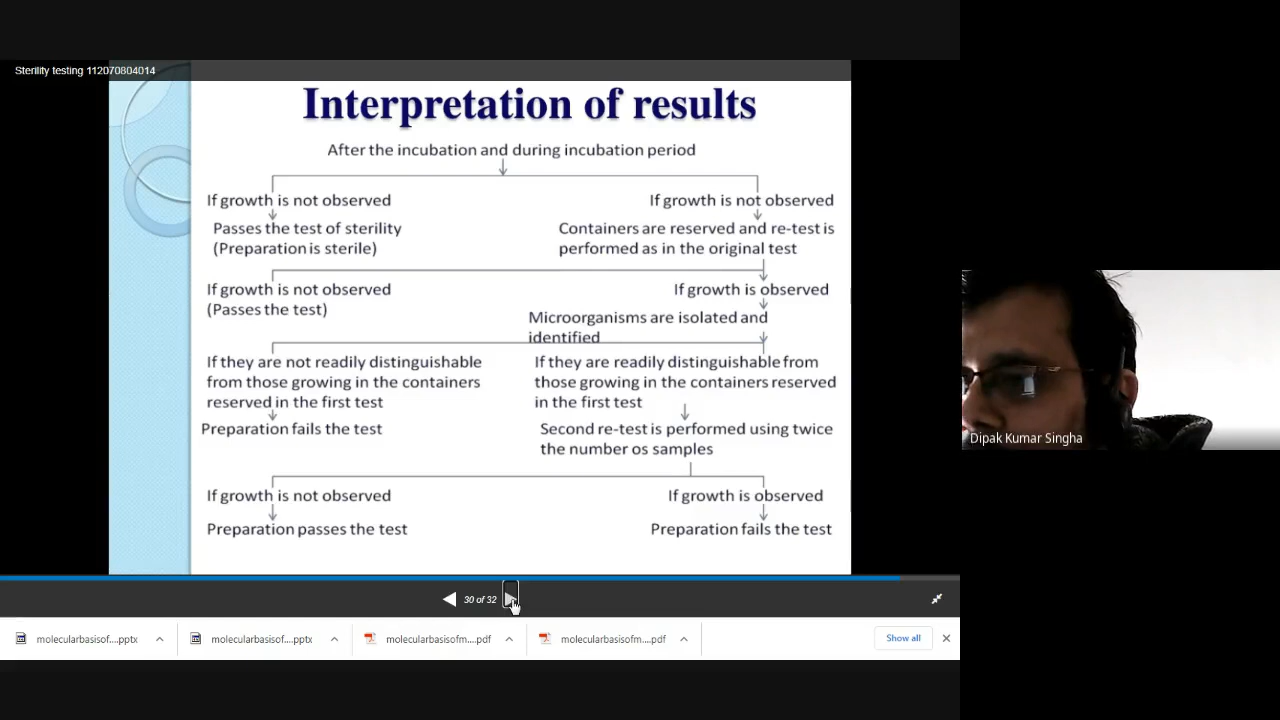 Sterility testing 112070804014
Interpretation of results
After the incubation and during incubation period
If growth is not observed
If growth is not observed
Passes the test of sterility
(Preparation is sterile)
Containers are reserved and re-test is
performed as in the original test
If growth is not observed
(Passes the test)
If growth is observed
Microorganisms are isolated and
identified
If they are not readily distinguishable
from those growing in the containers
reserved in the first test
If they are readily distinguishable from
those growing in the containers reserved
in the first test
Preparation fails the test
Second re-test is performed using twice
the number os samples
If growth is not observed
If growth is observed
Preparation passes the test
Preparation fails the test
30 of 32
molecularbasisof....pptx
molecularbasisof....pptx
molecularbasisofm....pdf
molecularbasisofm....pdf
Show all
Dipak Kumar Singha